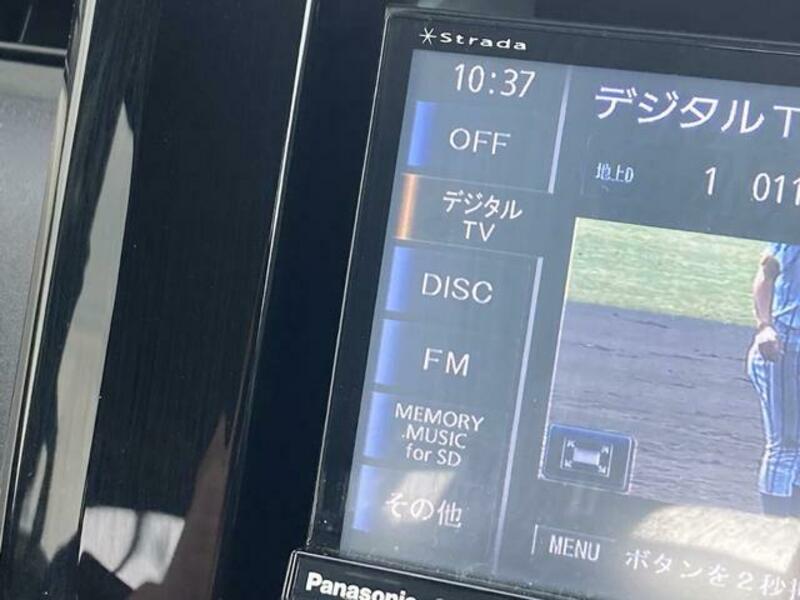 Strada
10:37
デジタルT
OFF
地上D 1 011
デジタル
TV
DISC
FM
MEMORY
MUSIC
for SD
その他
MENU ボタンを2秒
Panasonic